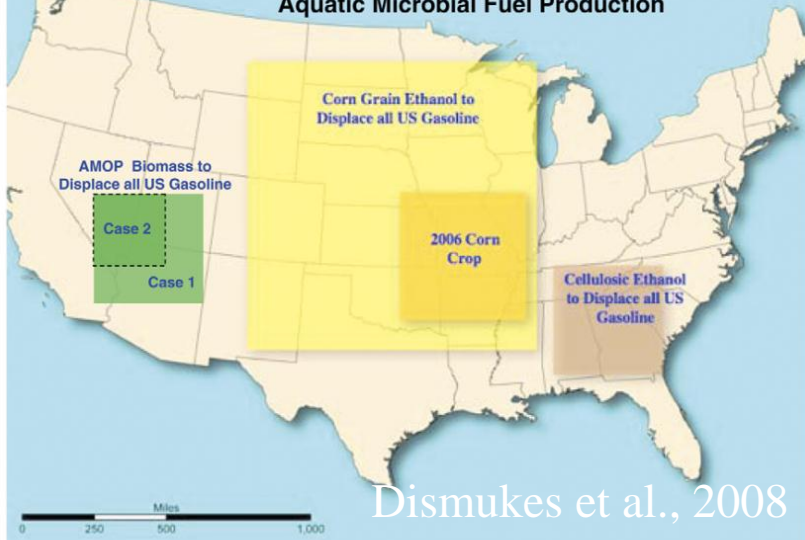 Aquatic Microbial Fuel Production
Corn Grain Ethanol to
Displace all US Gasoline
AMOP Biomass to
Displace all US Gasoline
Case 2
Case 1
2006 Corn
Crop
Cellulosic Ethanol
to Displace all US
Gasoline
Dismukes et al., 2008
Miles
0 250 500 1,000